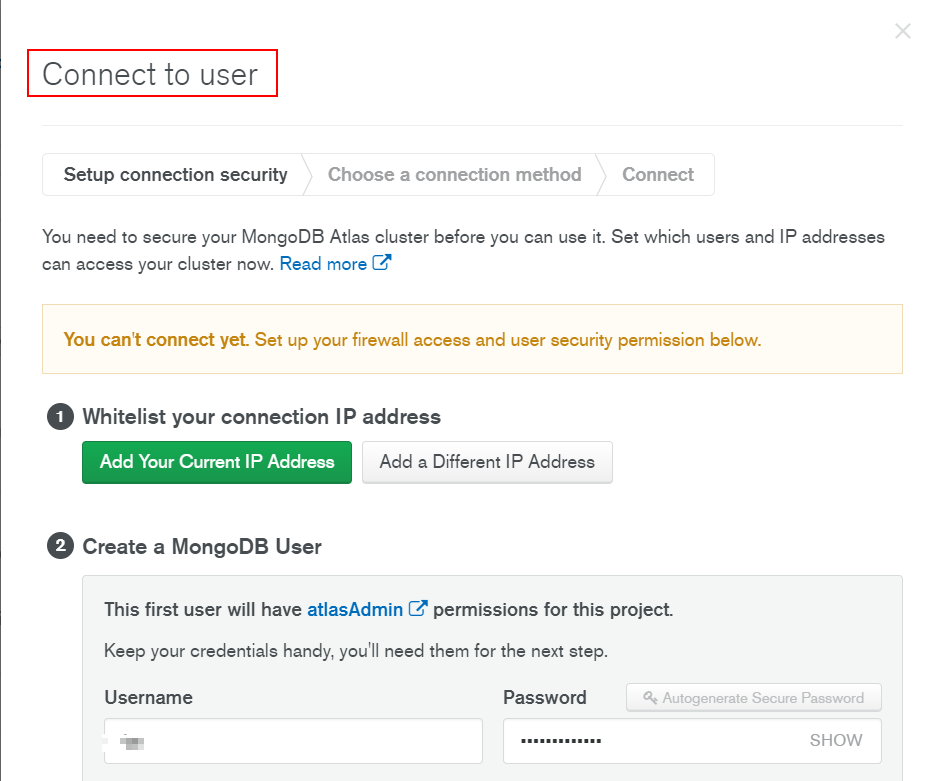 Connect to user
Setup connection security
Choose a connection method
Connect
You need to secure your MongoDB Atlas cluster before you can use it. Set which users and IP addresses
can access your cluster now. Read more
You can't connect yet. Set up your firewall access and user security permission below.
1 Whitelist your connection IP address
Add Your Current IP Address
Add a Different IP Address
2 Create a MongoDB User
This first user will have atlasAdmin permissions for this project.
Keep your credentials handy, you'll need them for the next step.
Username
Password
Autogenerate Secure Password
•••••••••••••
SHOW